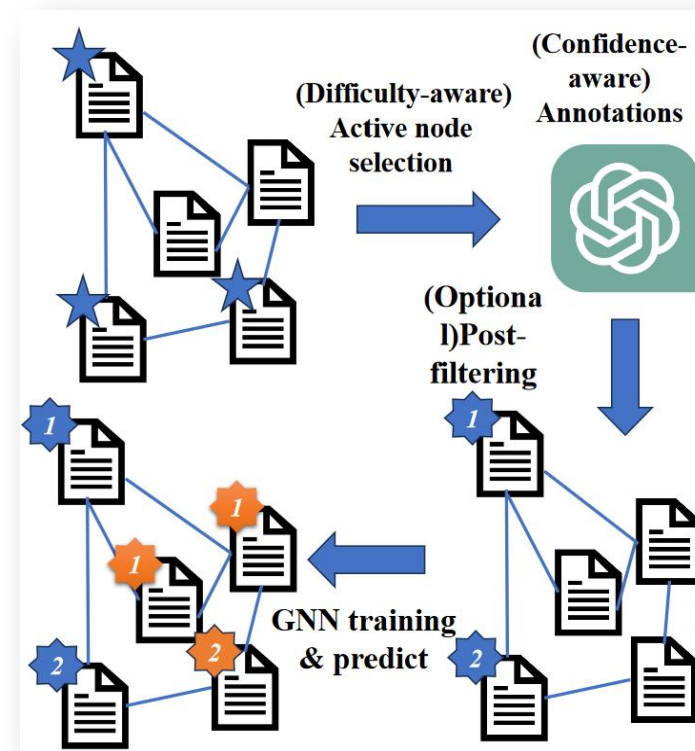 (Difficulty-aware)
Active node
selection
(Confidence-
aware)
Annotations
(Optiona
l)Post-
filtering
1
2
GNN training
& predict
1
1
1
2
2